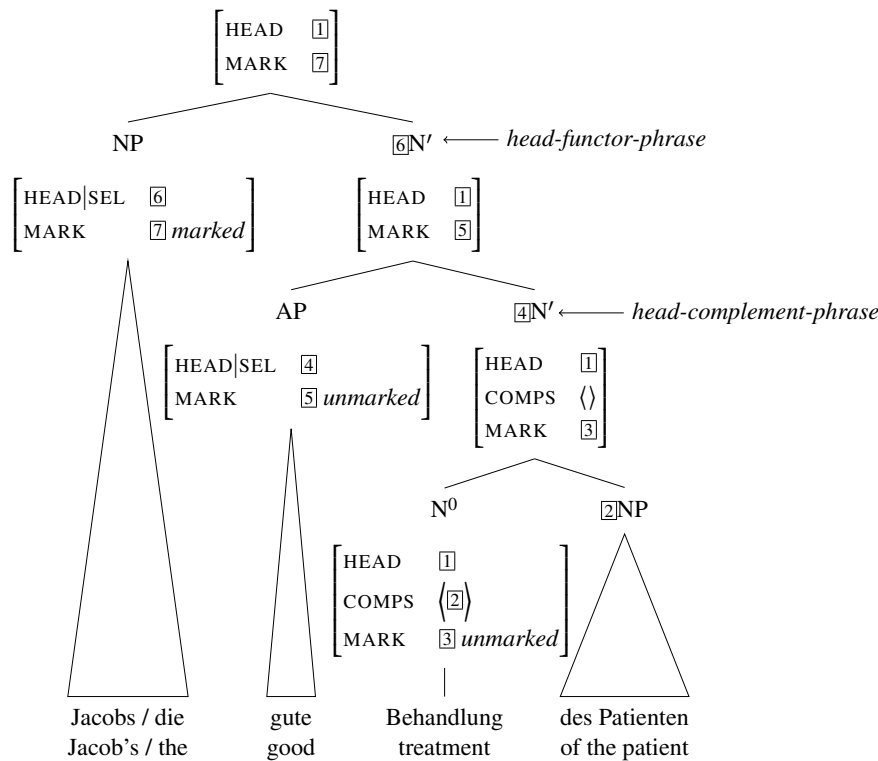 [HEAD 1
MARK 7]
NP 6N′ ← head-functor-phrase
[HEAD|SEL 6
MARK 7 marked]
[HEAD 1
MARK 5]
AP 4N′ ← head-complement-phrase
[HEAD|SEL 4
MARK 5 unmarked]
[HEAD 1
COMPS ⟨⟩
MARK 3]
N⁰ 2NP
[HEAD 1
COMPS ⟨2⟩
MARK 3 unmarked]
Jacobs / die gute Behandlung des Patienten
Jacob's / the good treatment of the patient